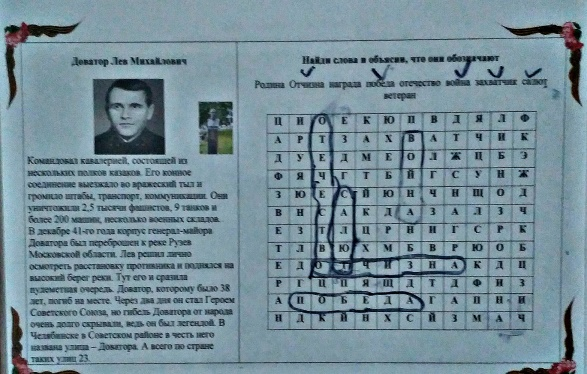 Доватор Лев Михайлович
Командовал кавалерией, состоящей из
нескольких полков казаков. Его конное
соединение выезжало во вражеский тыл и
громило штабы, транспорт, коммуникации. Они
уничтожили 2,5 тысячи фашистов, 9 танков и
более 200 машин, несколько военных складов.
В декабре 41-го года корпус генерал-майора
Доватора был переброшен к реке Рузев
Московской области. Лев решил лично
осмотреть расстановку противника и поднялся на
высокий берег реки. Тут его и сразила
пулеметная очередь. Доватор, которому было 38
лет, погиб на месте. Через два дня он стал Героем
Советского Союза, но гибель Доватора от народа
очень долго скрывали, ведь он был легендой. В
Челябинске в Советском районе в честь него
названа улица – Доватора. А всего по стране
таких улиц 23.
Найди слова и объясни, что они обозначают
Родина Отчизна награда победа отечество война захватчик салют
ветеран
Ц И О Е К Ю П В Д Я Л Ф
А Р Т З А Х В А Т Ч И К
Д У Е Д М Е О Л Ж Ц Б Э
Ф Я Ч Г Т Б Й Г С У Н Ж
З Ю Е С Й Ю Н Ч Н Щ О Д
В Н С А К Д А З А Л З Ч
Е З Т Л Ц Р Н И Г С Р К
Т Л В Ю Х М Б В Р Ю О Б
Е Д О Т Ч И З Н А К Д Ц
Р Г Ц П Я Щ Д Т Д Ф И З
А П О Б Е Д А Г А П Н И
Н Д К Й Н Х С Й З М А Ч